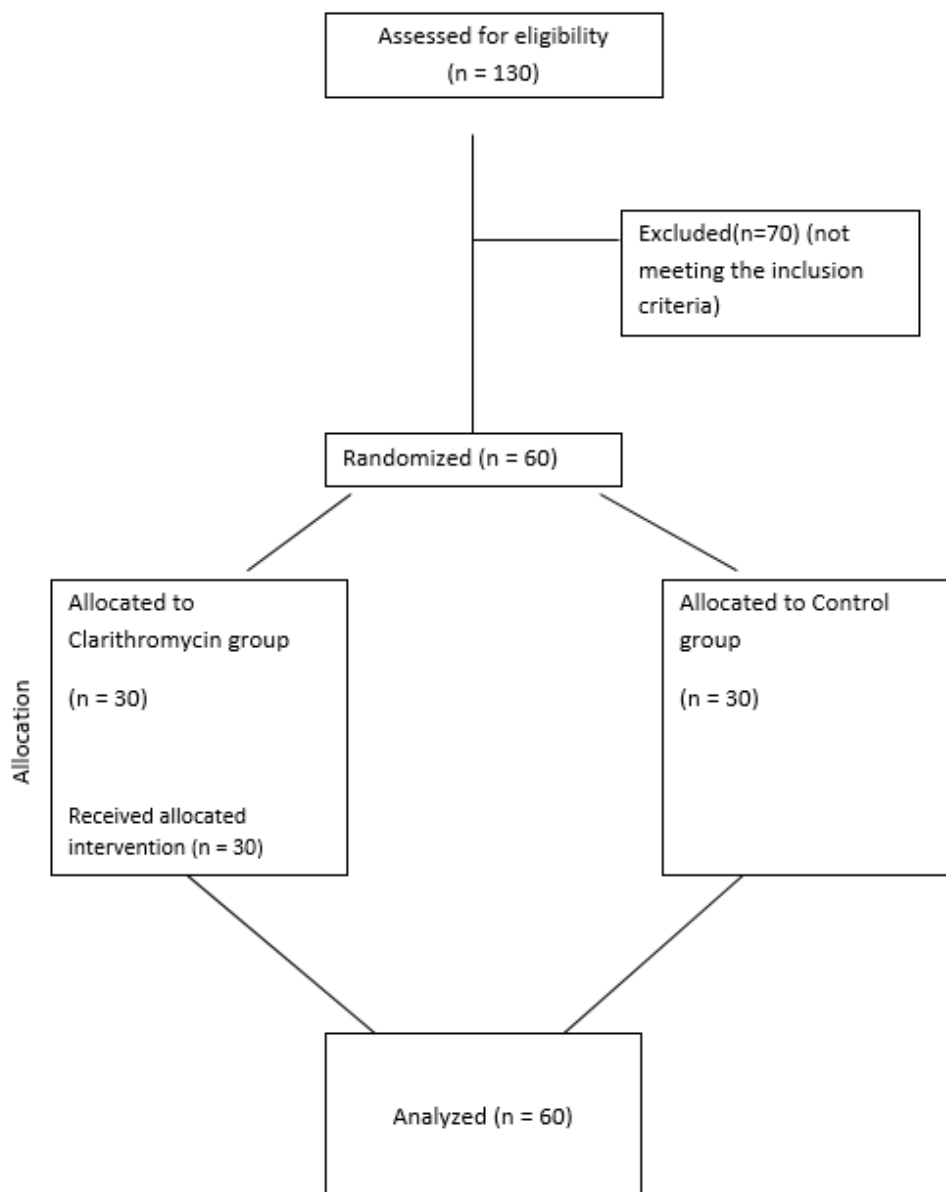 Assessed for eligibility
(n = 130)
Excluded(n=70) (not
meeting the inclusion
criteria)
Randomized (n = 60)
Allocation
Allocated to
Clarithromycin group
(n = 30)
Received allocated
intervention (n = 30)
Allocated to Control
group
(n = 30)
Analyzed (n = 60)